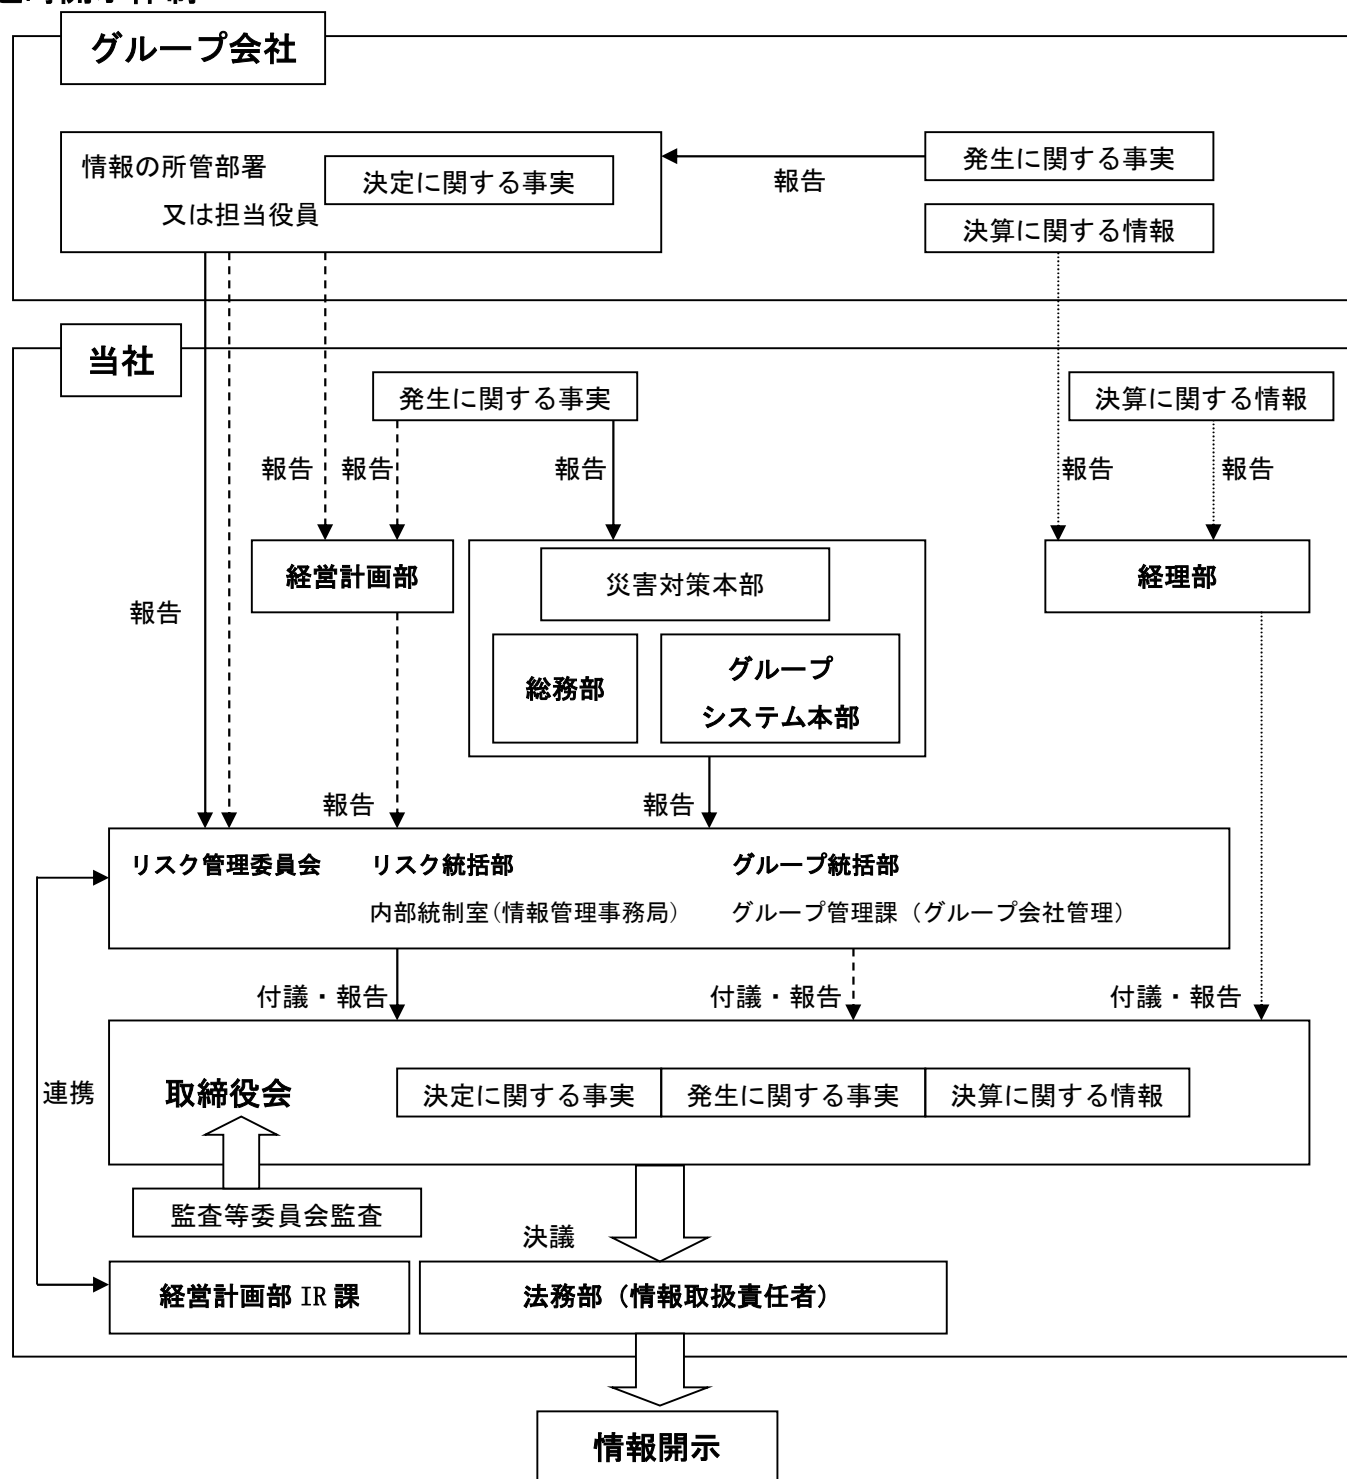 グループ会社
情報の所管部署
又は担当役員
決定に関する事実
報告
発生に関する事実
決算に関する情報
当社
発生に関する事実
決算に関する情報
報告
報告
報告
報告
報告
経営計画部
災害対策本部
経理部
報告
総務部
グループ
システム本部
報告
報告
リスク管理委員会
リスク統括部
グループ統括部
内部統制室(情報管理事務局)
グループ管理課（グループ会社管理）
付議・報告
付議・報告
付議・報告
連携
取締役会
決定に関する事実
発生に関する事実
決算に関する情報
監査等委員会監査
決議
経営計画部 IR 課
法務部（情報取扱責任者）
情報開示